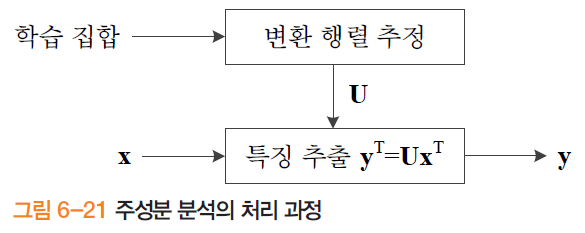 학습 집합
변환 행렬 추정
U
x
특징 추출 yᵀ=Uxᵀ
y
그림 6-21 주성분 분석의 처리 과정